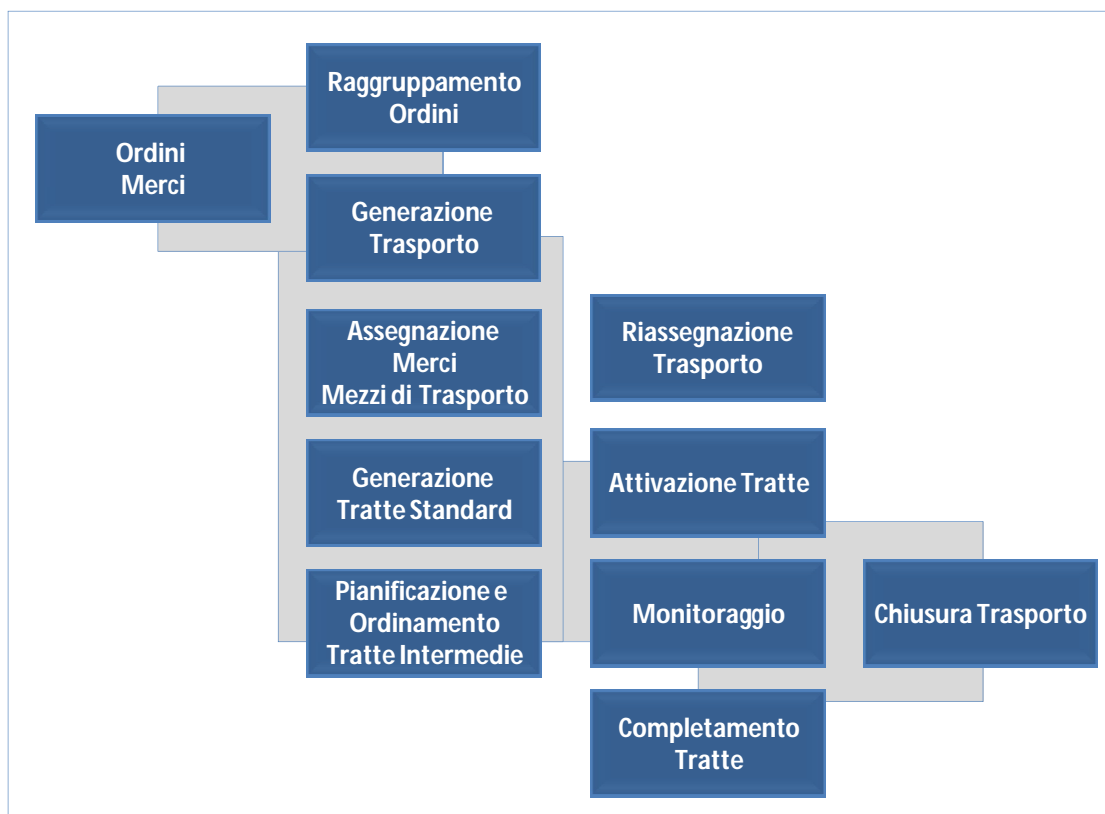 Ordini
Merci
Raggruppamento
Ordini
Generazione
Trasporto
Assegnazione
Merci
Mezzi di Trasporto
Generazione
Tratte Standard
Pianificazione e
Ordinamento
Tratte Intermedie
Riassegnazione
Trasporto
Attivazione Tratte
Monitoraggio
Completamento
Tratte
Chiusura Trasporto